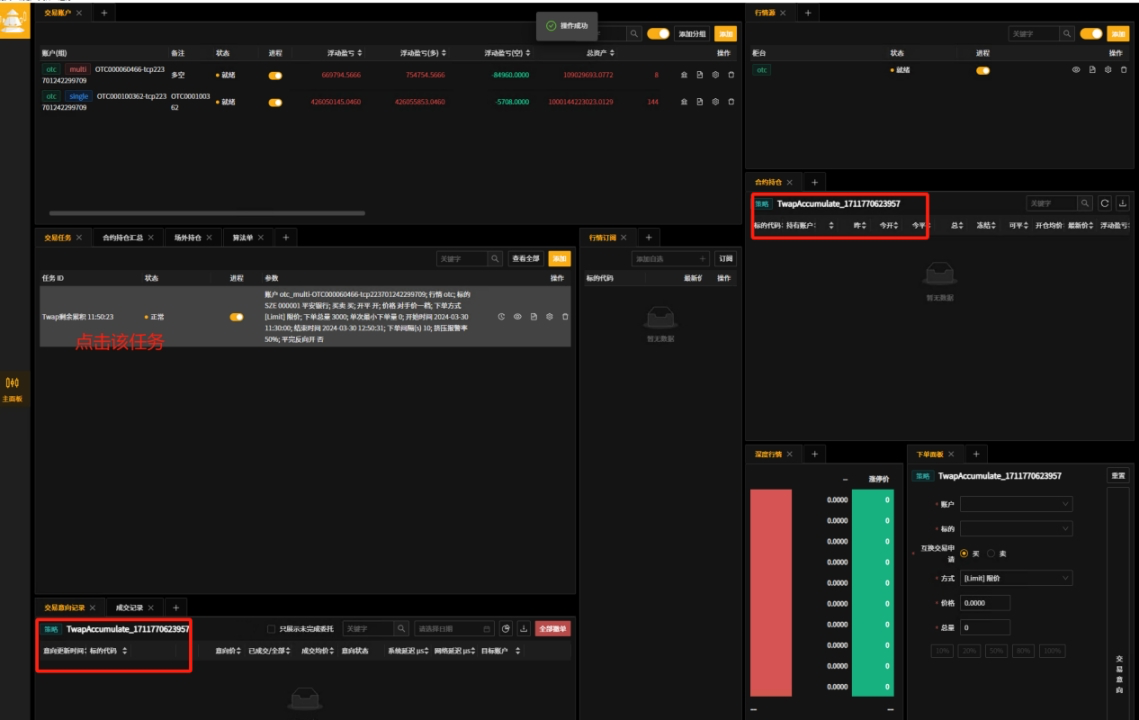 交易账户 × +
操作成功
添加分组 添加
账户(组) 备注 状态 进程 浮动盈亏 浮动盈亏(多) 浮动盈亏(空) 总资产 操作
otc multi OTC000060466-tcp223701242299709 多空 就绪 669794.5666 754754.5666 -84960.0000 199029693.0772 8
otc single OTC000100362-tcp223701242299709 OTC000100362 就绪 426050145.0460 426055853.0460 -5708.0000 1000144223023.0129 144
行情源 × +
关键字 添加
柜台 状态 进程 操作
otc 就绪
合约持仓 × +
策略 TwapAccumulate_1711770623957 关键字
标的代码: 持有账户: 昨 今开 今平 总 冻结 可平 开仓均价 最新价 浮动盈亏
暂无数据
交易任务 × 合约持仓汇总 × 场外持仓 × 算法单 × +
关键字 查看全部 添加
任务 ID 状态 进程 参数 操作
Twap剩余累积 11:50:23 正常
账户 otc_multi-OTC000060466-tcp223701242299709; 行情 otc; 标的
SZE 000001 平安银行; 买卖 买; 开平 开; 价格 对手价一档; 下单方式
[Limit] 限价; 下单总量 3000; 单次最小下单量 0; 开始时间 2024-03-30
11:30:00; 结束时间 2024-03-30 12:50:31; 下单间隔(s) 10; 挤压报警率
50%; 平完反向开 否
点击该任务
行情订阅 × +
添加自选 + 订阅
标的代码 最新价 操作
暂无数据
主面板
深度行情 × +
-- 涨停价
0.0000 0
0.0000 0
0.0000 0
0.0000 0
0.0000 0
0.0000 0
0.0000 0
0.0000 0
0.0000 0
0.0000 0
-- --
下单面板 × +
策略 TwapAccumulate_1711770623957 重置
* 账户
* 标的
* 互换交易申请 买 卖
* 方式 [Limit] 限价
* 价格 0.0000
* 总量 0
10% 20% 50% 80% 100%
交易意向
交易意向记录 × 成交记录 × +
策略 TwapAccumulate_1711770623957 只展示未完成委托 关键字 请选择日期 全部撤单
意向更新时间: 标的代码 意向价 已成交/全部 成交均价 意向状态 系统延迟 μs 网络延迟 μs 目标账户